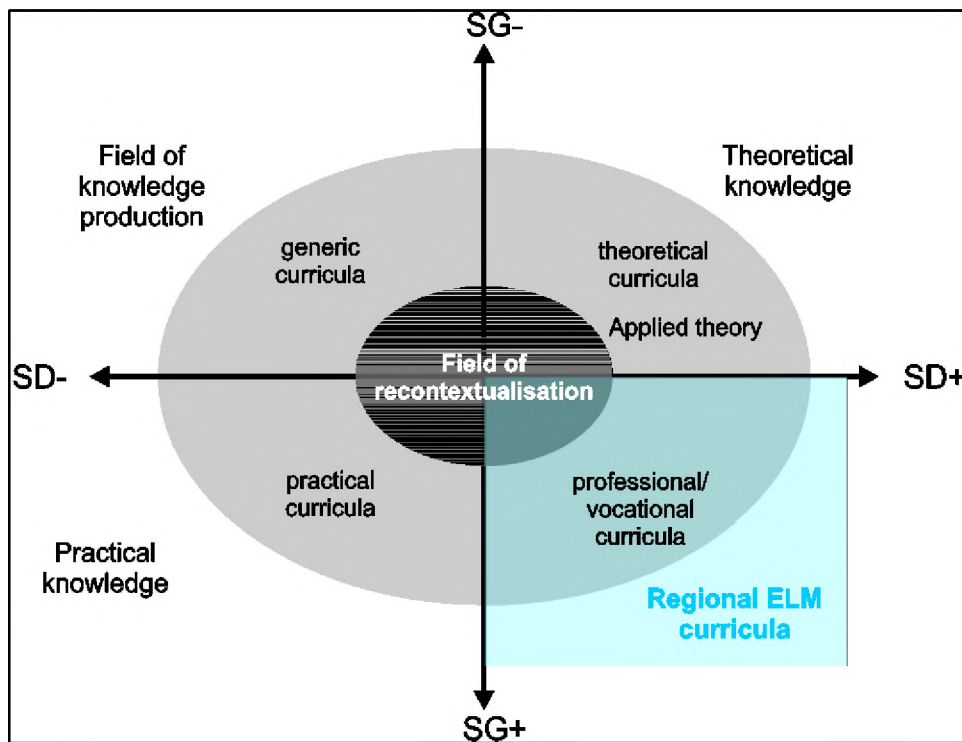 SG–
Field of
knowledge
production
Theoretical
knowledge
generic
curricula
theoretical
curricula
Applied theory
SD-
Field of
recontextualisation
SD+
practical
curricula
professional/
vocational
curricula
Practical
knowledge
Regional ELM
curricula
SG+